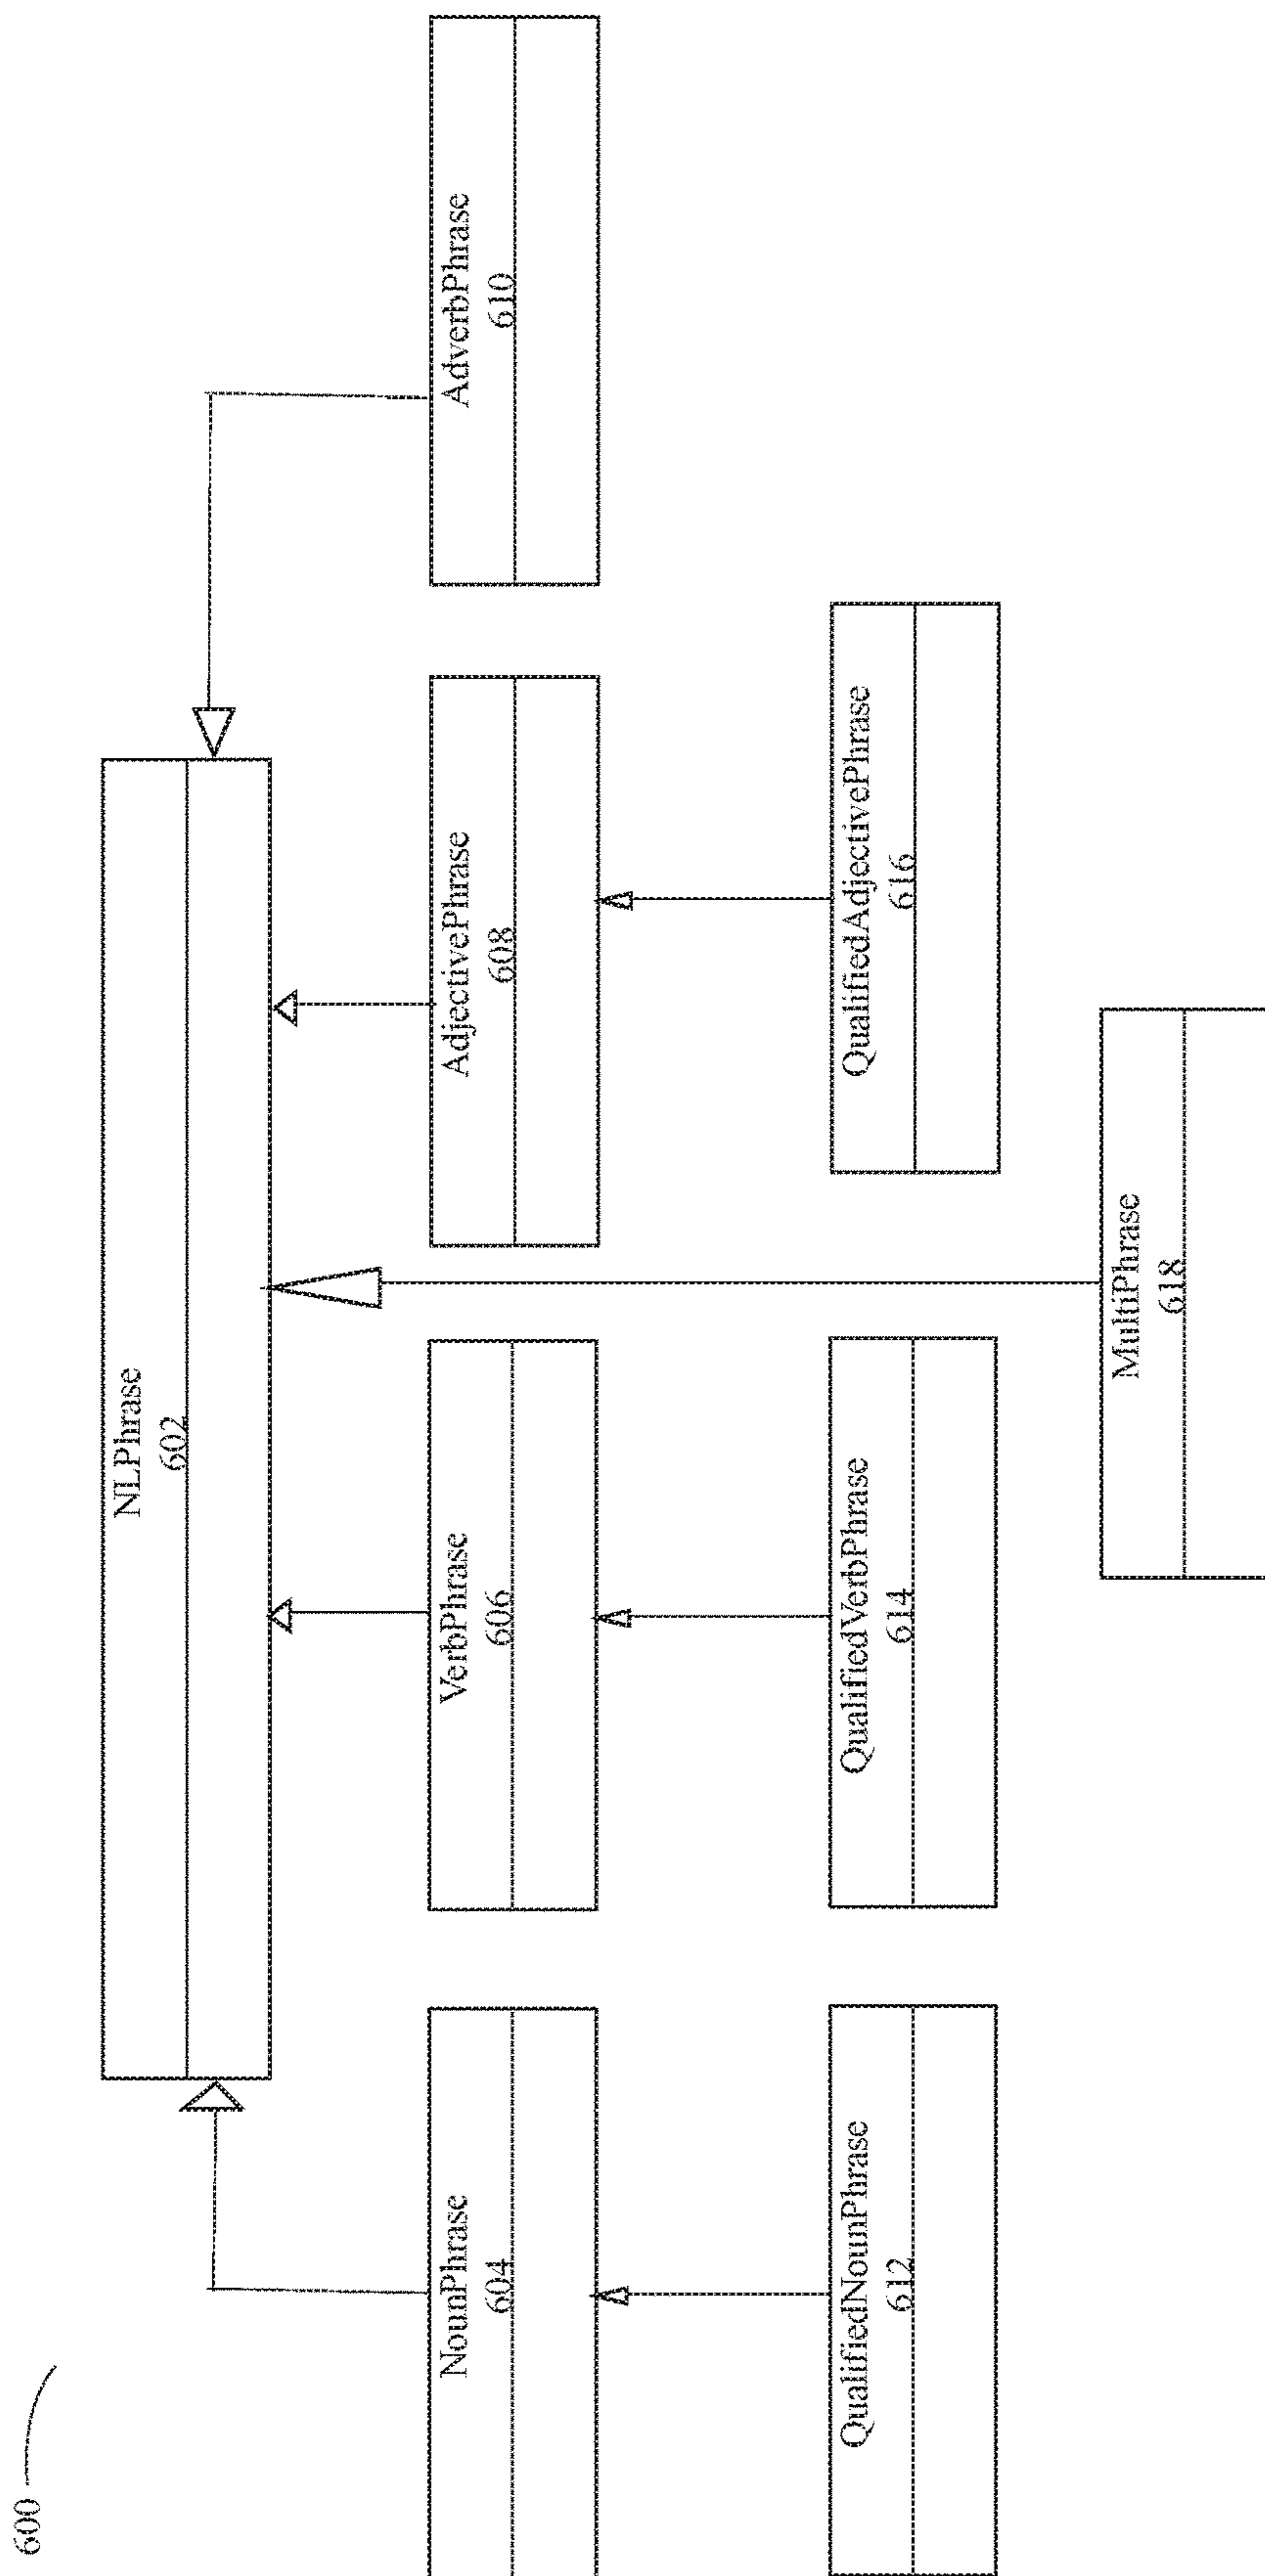 600
NLPhrase
602
NounPhrase
604
VerbPhrase
606
AdjectivePhrase
608
AdverbPhrase
610
QualifiedNounPhrase
612
QualifiedVerbPhrase
614
QualifiedAdjectivePhrase
616
MultiPhrase
618